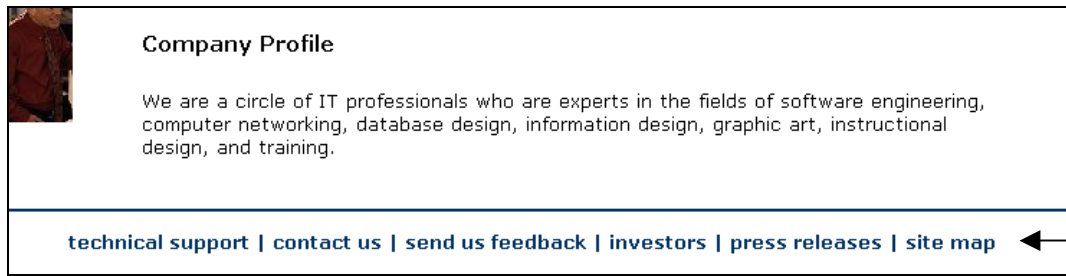 Company Profile
We are a circle of IT professionals who are experts in the fields of software engineering,
computer networking, database design, information design, graphic art, instructional
design, and training.
technical support | contact us | send us feedback | investors | press releases | site map